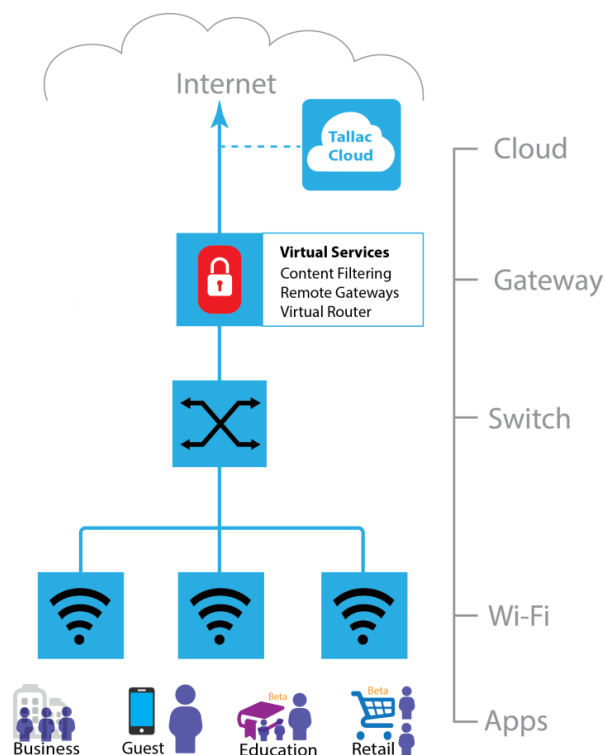 Internet
Tallac
Cloud
Cloud
Virtual Services
Content Filtering
Remote Gateways
Virtual Router
Gateway
Switch
Wi-Fi
Beta
Beta
Business
Guest
Education
Retail
Apps